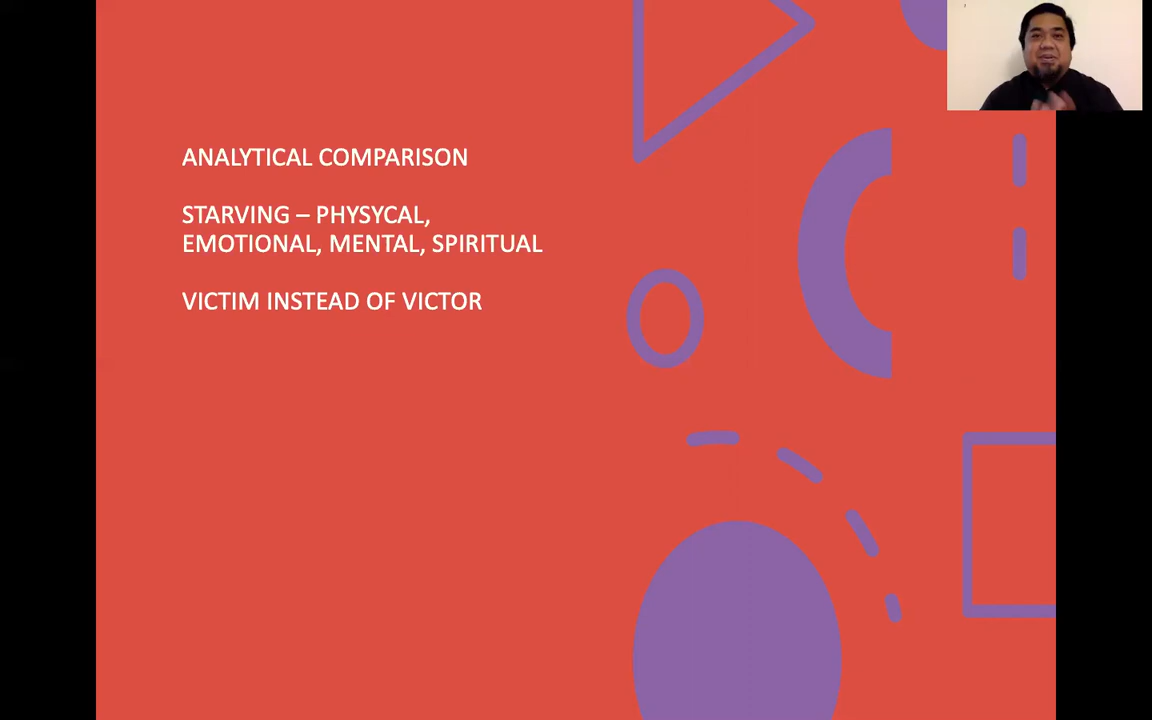 ANALYTICAL COMPARISON
STARVING – PHYSYCAL,
EMOTIONAL, MENTAL, SPIRITUAL
VICTIM INSTEAD OF VICTOR